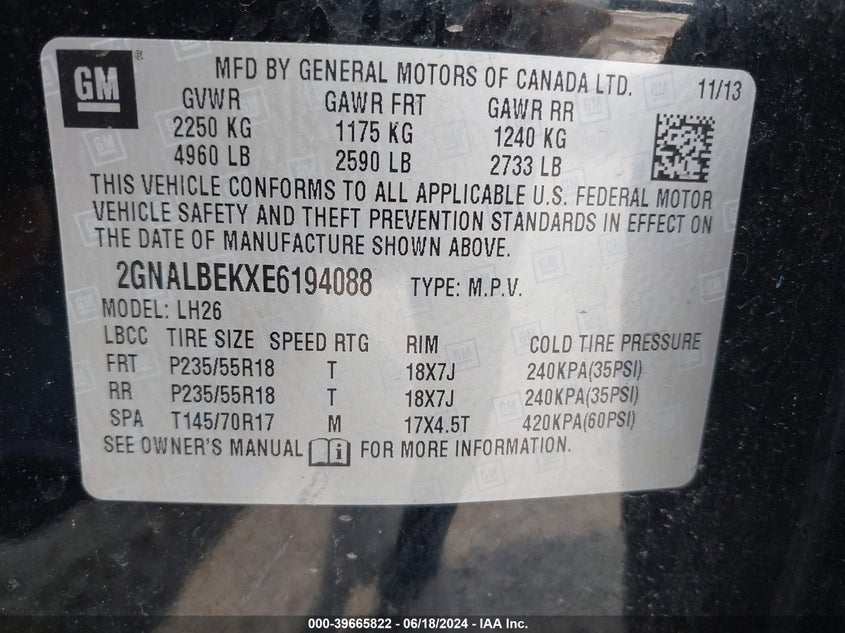 GM ®
MFD BY GENERAL MOTORS OF CANADA LTD. 11/13
GVWR GAWR FRT GAWR RR
2250 KG 1175 KG 1240 KG
4960 LB 2590 LB 2733 LB
THIS VEHICLE CONFORMS TO ALL APPLICABLE U.S. FEDERAL MOTOR
VEHICLE SAFETY AND THEFT PREVENTION STANDARDS IN EFFECT ON
THE DATE OF MANUFACTURE SHOWN ABOVE.
2GNALBEKXE6194088 TYPE: M.P.V.
MODEL: LH26
LBCC TIRE SIZE SPEED RTG RIM COLD TIRE PRESSURE
FRT P235/55R18 T 18X7J 240KPA(35PSI)
RR P235/55R18 T 18X7J 240KPA(35PSI)
SPA T145/70R17 M 17X4.5T 420KPA(60PSI)
SEE OWNER'S MANUAL i FOR MORE INFORMATION.
000-39665822 - 06/18/2024 - IAA Inc.